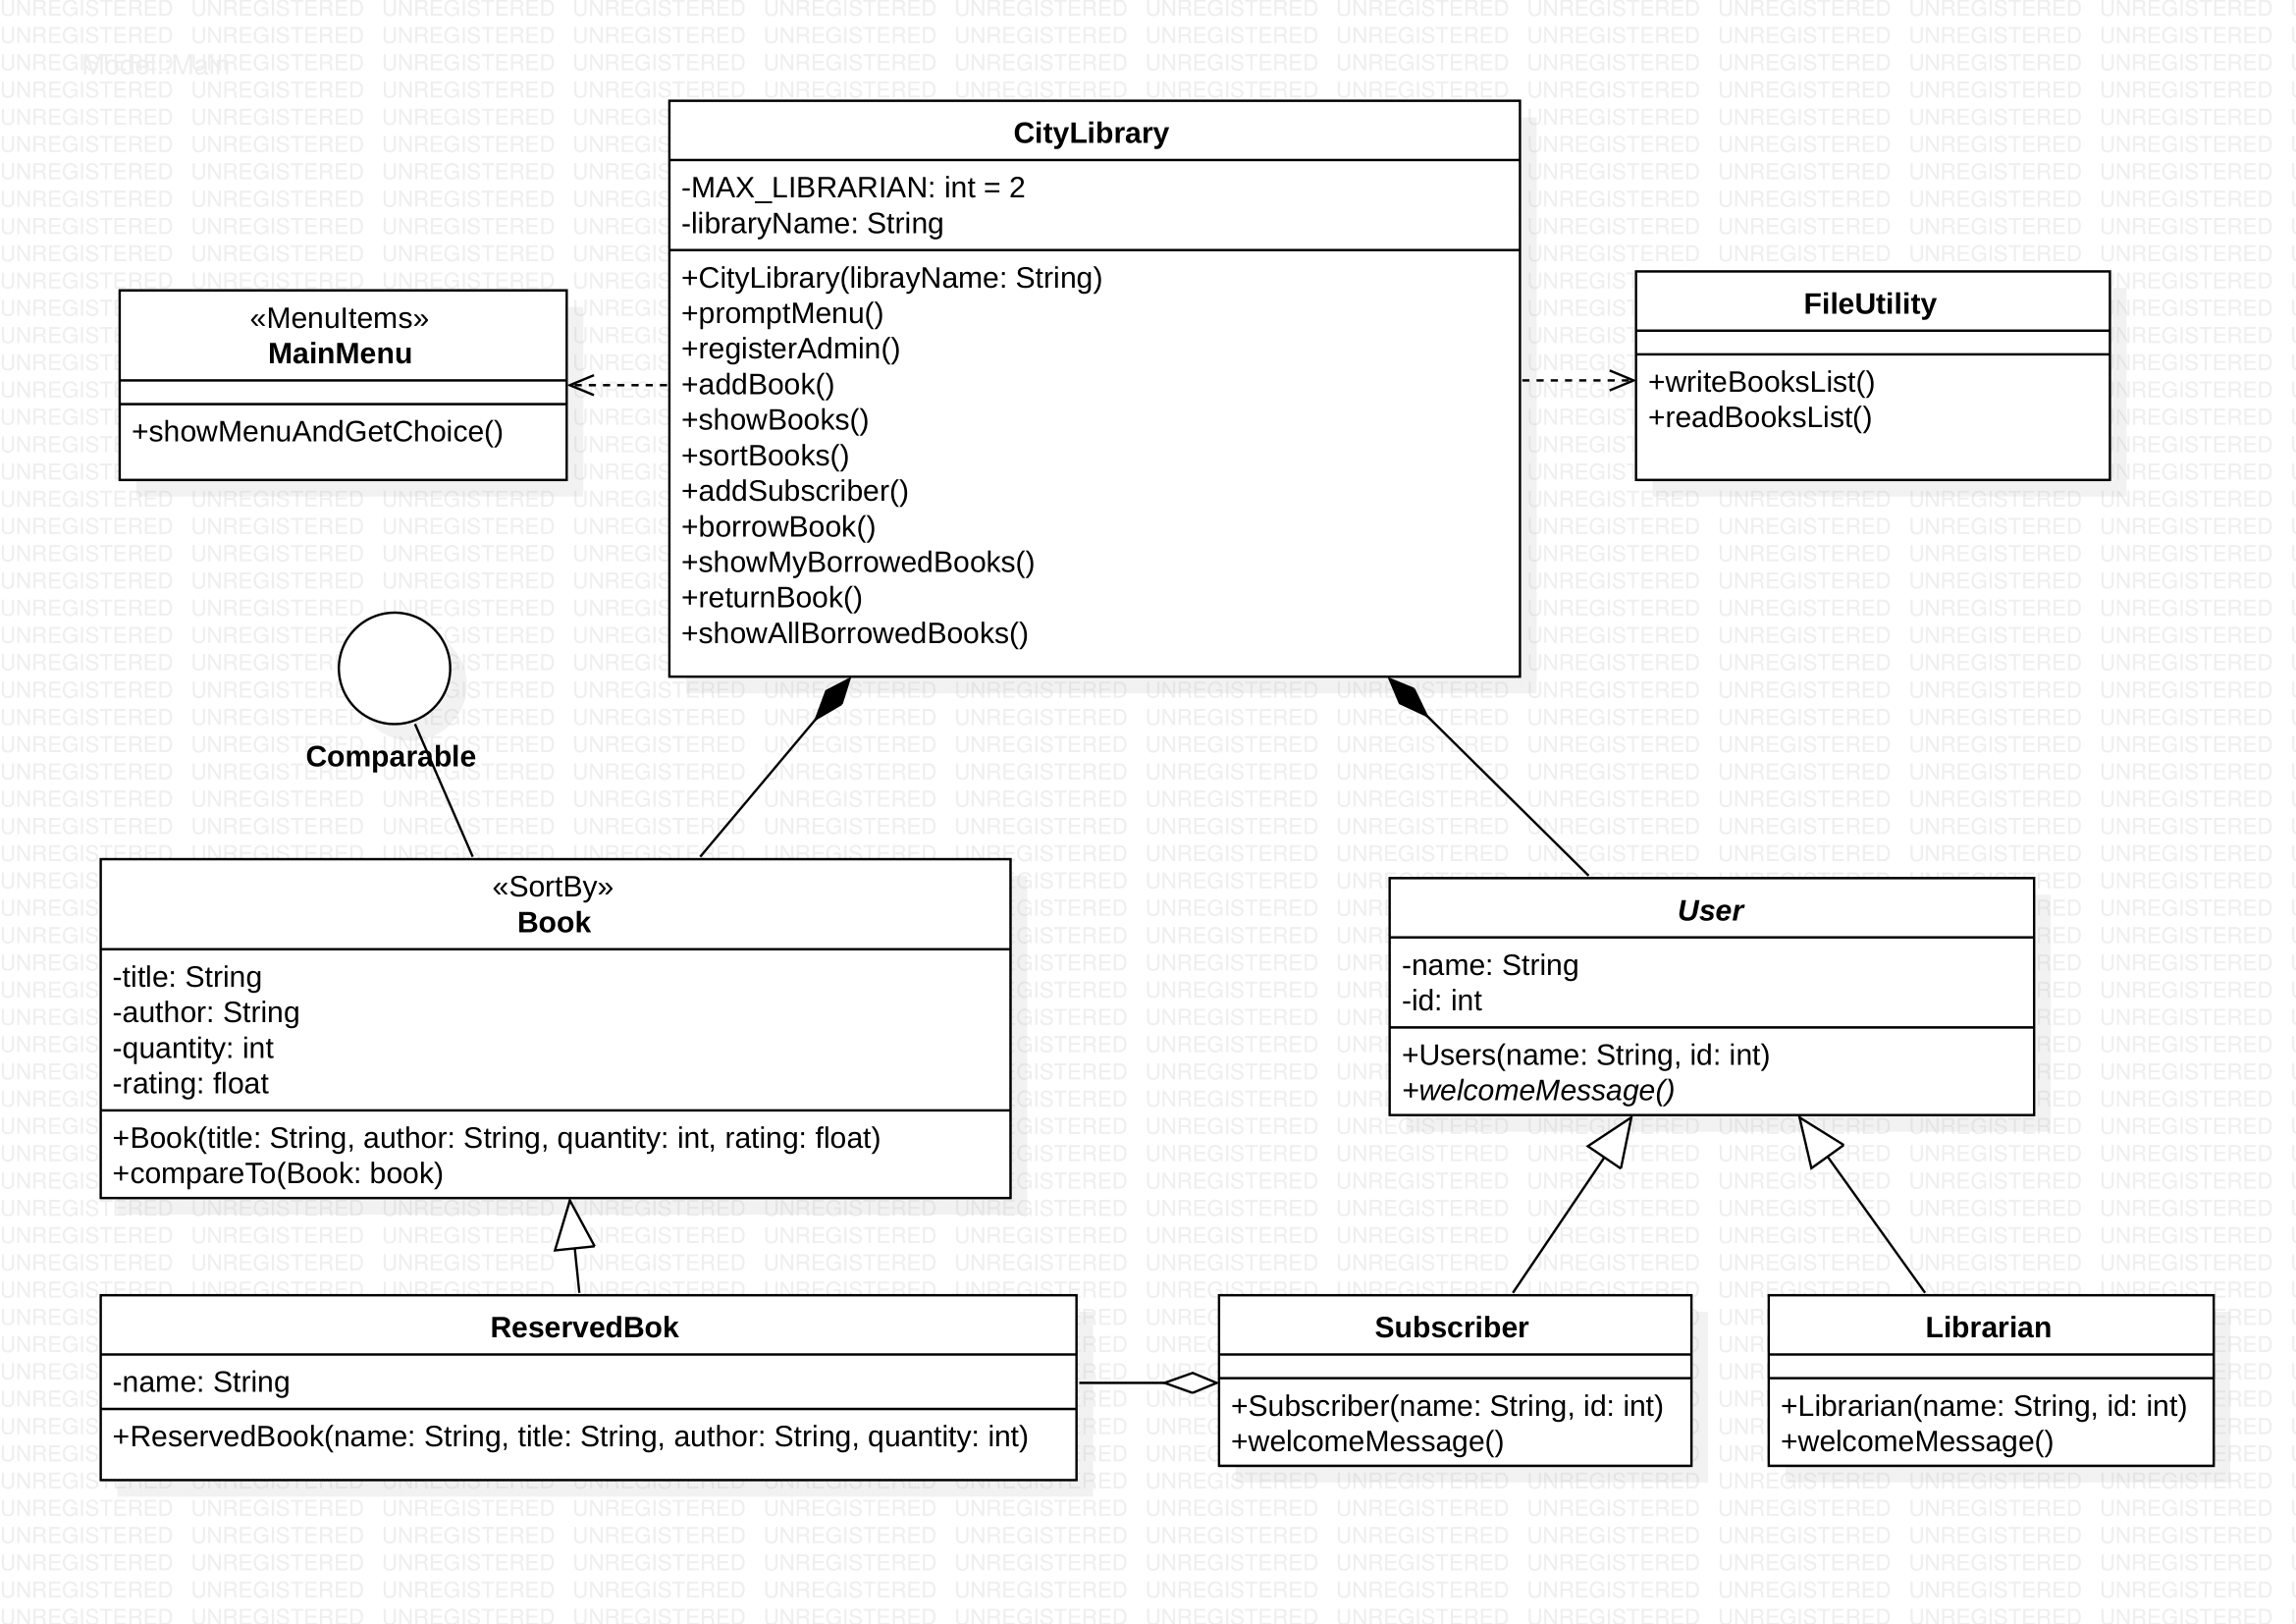 Model::Main
CityLibrary
-MAX_LIBRARIAN: int = 2
-libraryName: String
+CityLibrary(librayName: String)
+promptMenu()
+registerAdmin()
+addBook()
+showBooks()
+sortBooks()
+addSubscriber()
+borrowBook()
+showMyBorrowedBooks()
+returnBook()
+showAllBorrowedBooks()
«MenuItems»
MainMenu
+showMenuAndGetChoice()
FileUtility
+writeBooksList()
+readBooksList()
Comparable
«SortBy»
Book
-title: String
-author: String
-quantity: int
-rating: float
+Book(title: String, author: String, quantity: int, rating: float)
+compareTo(Book: book)
User
-name: String
-id: int
+Users(name: String, id: int)
+welcomeMessage()
ReservedBok
-name: String
+ReservedBook(name: String, title: String, author: String, quantity: int)
Subscriber
+Subscriber(name: String, id: int)
+welcomeMessage()
Librarian
+Librarian(name: String, id: int)
+welcomeMessage()
UNREGISTERED